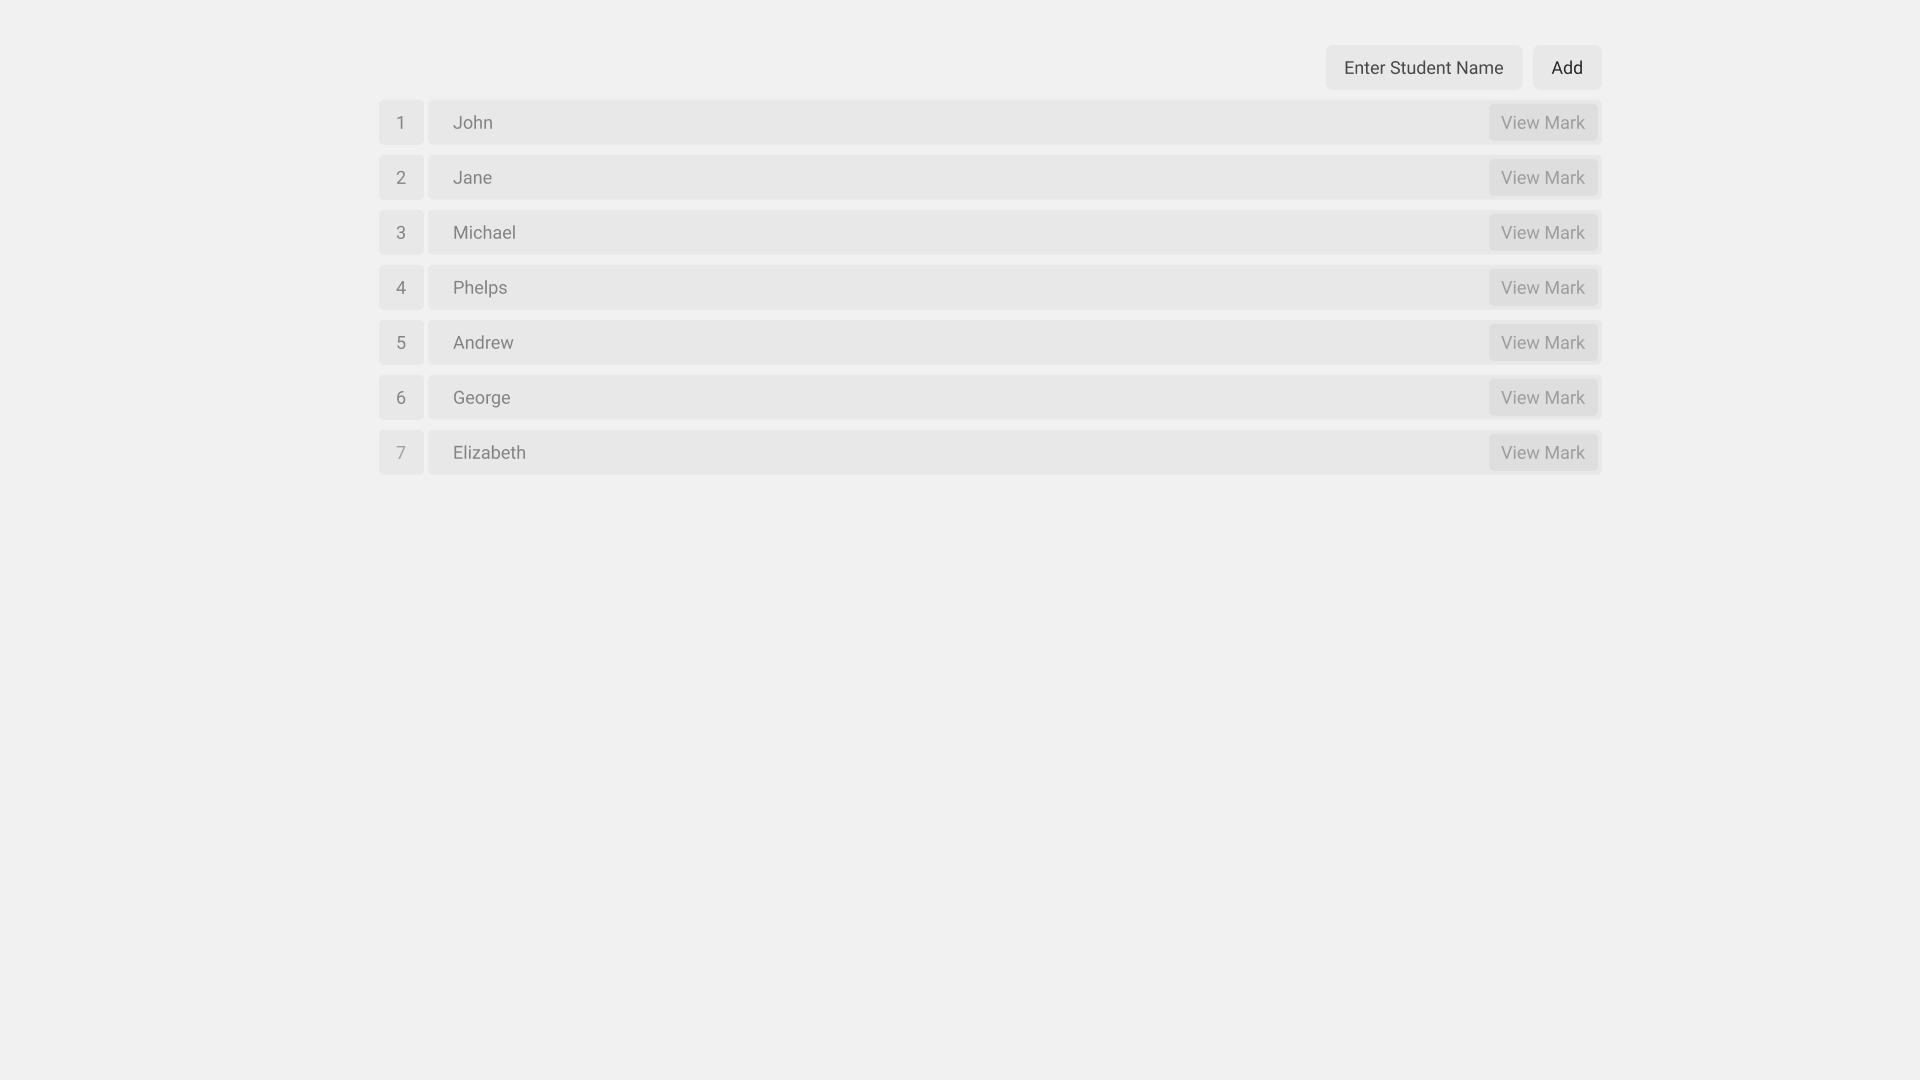 Enter Student Name Add
1 John View Mark
2 Jane View Mark
3 Michael View Mark
4 Phelps View Mark
5 Andrew View Mark
6 George View Mark
7 Elizabeth View Mark